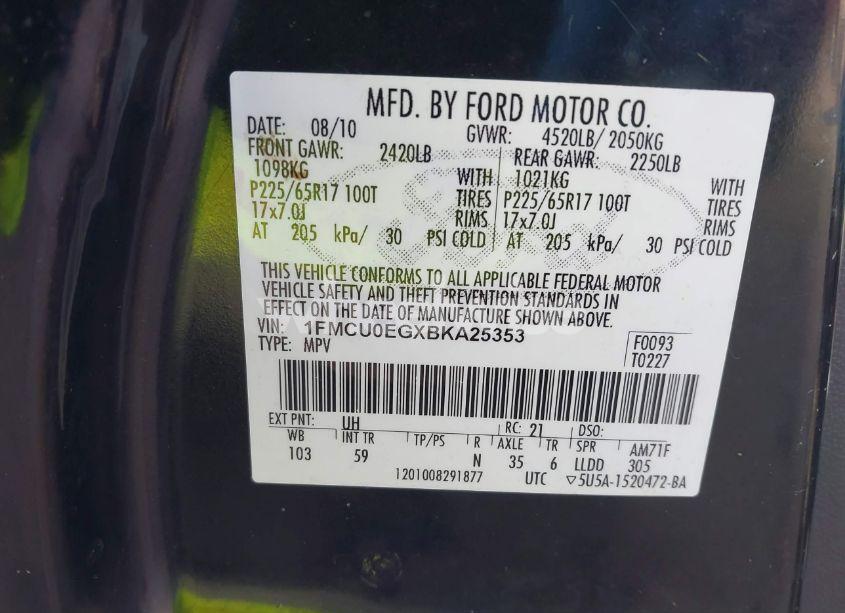 MFD. BY FORD MOTOR CO.
DATE: 08/10 GVWR: 4520LB/ 2050KG
FRONT GAWR: 2420LB REAR GAWR: 2250LB
1098KG WITH 1021KG WITH
P225/65R17 100T TIRES P225/65R17 100T TIRES
17x7.0J RIMS 17x7.0J RIMS
AT 205 kPa/ 30 PSI COLD AT 205 kPa/ 30 PSI COLD
THIS VEHICLE CONFORMS TO ALL APPLICABLE FEDERAL MOTOR
VEHICLE SAFETY AND THEFT PREVENTION STANDARDS IN
EFFECT ON THE DATE OF MANUFACTURE SHOWN ABOVE.
VIN: 1FMCU0EGXBKA25353
TYPE: MPV
F0093
T0227
EXT PNT: UH RC: 21 DSO:
WB INT TR TP/PS R AXLE TR SPR AM71F
103 59 N 35 6 LLDD 305
1201008291877 UTC ▽5U5A-1520472-BA